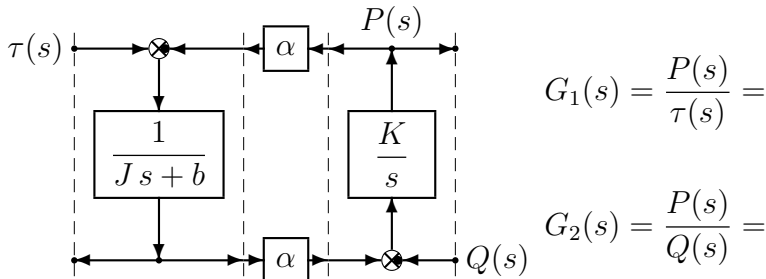 P(s)
τ(s)
α
G₁(s) = P(s)/τ(s) =
1/(J s + b)
K/s
G₂(s) = P(s)/Q(s) =
α
Q(s)